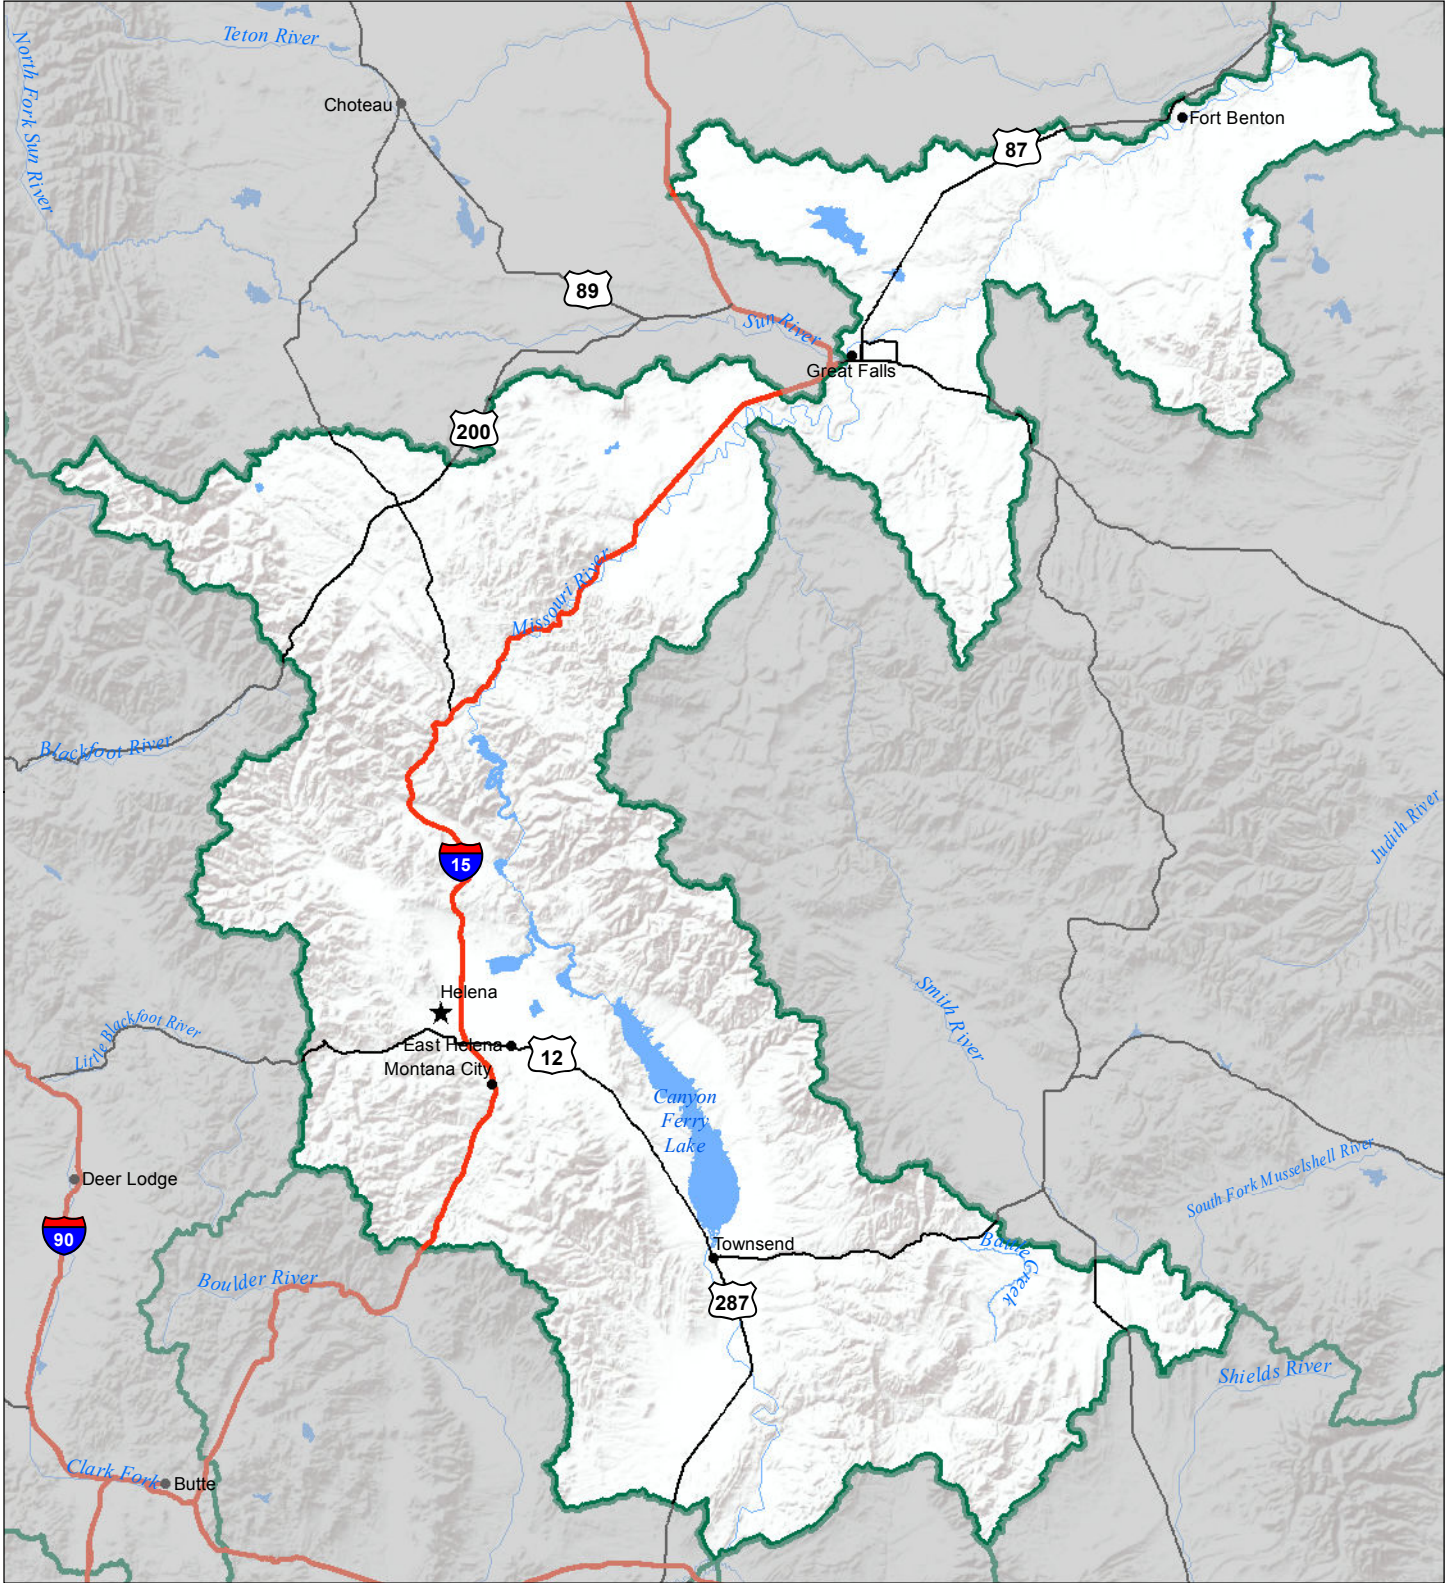 Teton River
North Fork Sun River
Choteau
Fort Benton
87
89
Sun River
Great Falls
200
Missouri River
Blackfoot River
Judith River
15
Smith River
Helena
Little Blackfoot River
East Helena
12
Montana City
Canyon
Ferry
Lake
South Fork Musselshell River
Deer Lodge
90
Townsend
Battle Creek
Boulder River
287
Shields River
Clark Fork
Butte